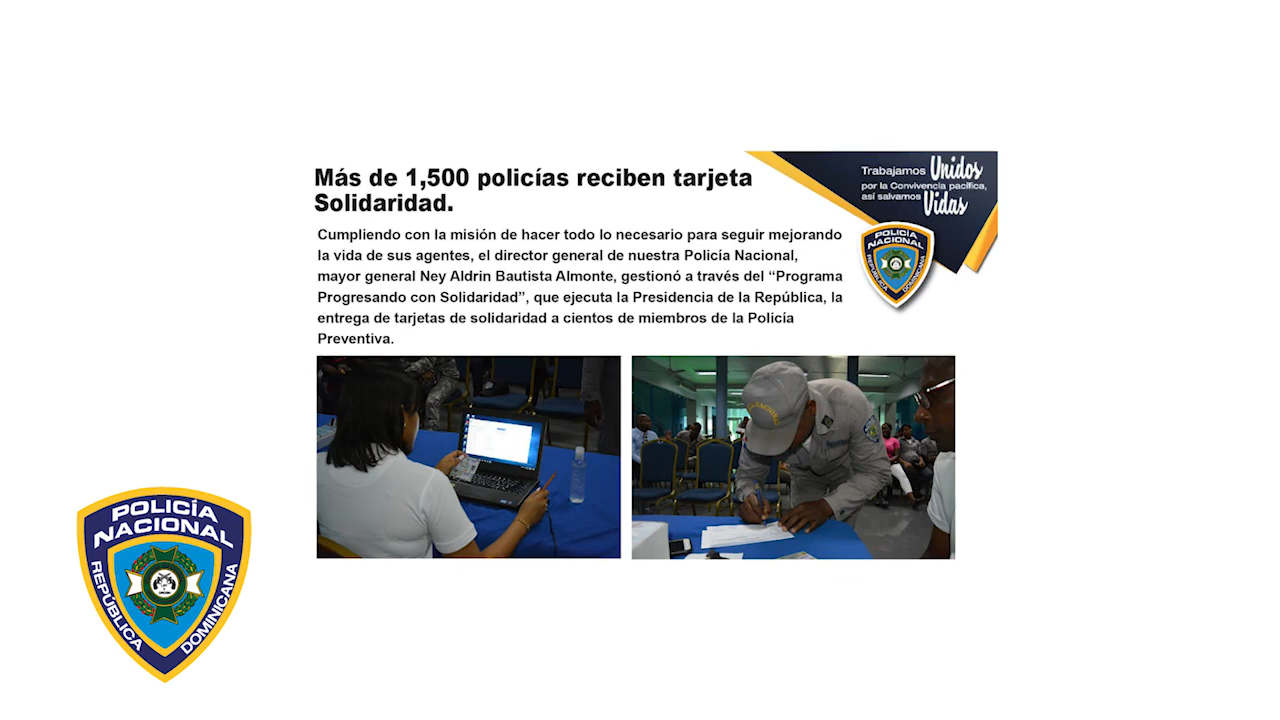 Más de 1,500 policías reciben tarjeta
Solidaridad.
Trabajamos Unidos
por la Convivencia pacífica,
así salvamos Vidas
Cumpliendo con la misión de hacer todo lo necesario para seguir mejorando
la vida de sus agentes, el director general de nuestra Policía Nacional,
mayor general Ney Aldrin Bautista Almonte, gestionó a través del “Programa
Progresando con Solidaridad”, que ejecuta la Presidencia de la República, la
entrega de tarjetas de solidaridad a cientos de miembros de la Policía
Preventiva.
POLICÍA
NACIONAL
REPÚBLICA
DOMINICANA
POLICÍA
NACIONAL
REPÚBLICA
DOMINICANA